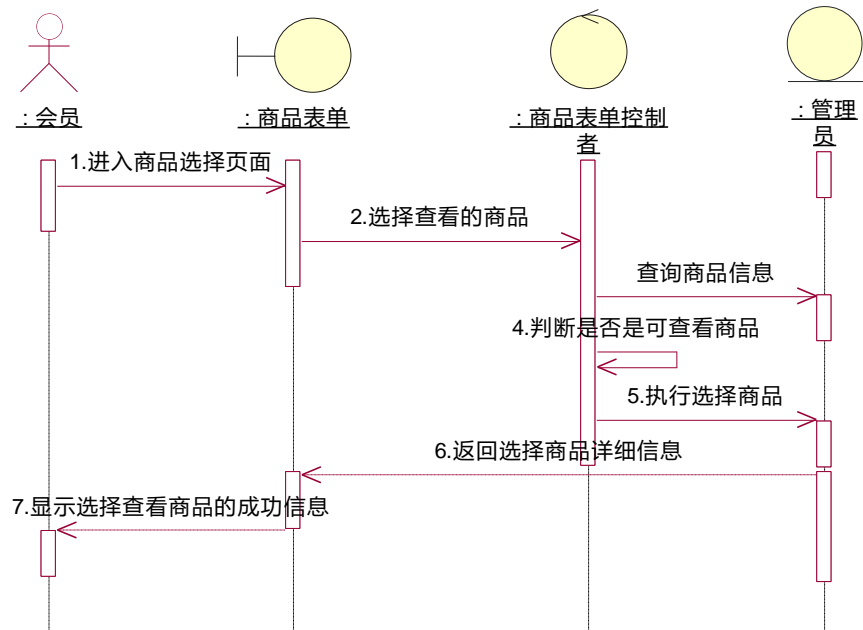 : 会员
: 商品表单
: 商品表单控制
者
: 管理
员
1.进入商品选择页面
2.选择查看的商品
查询商品信息
4.判断是否是可查看商品
5.执行选择商品
6.返回选择商品详细信息
7.显示选择查看商品的成功信息